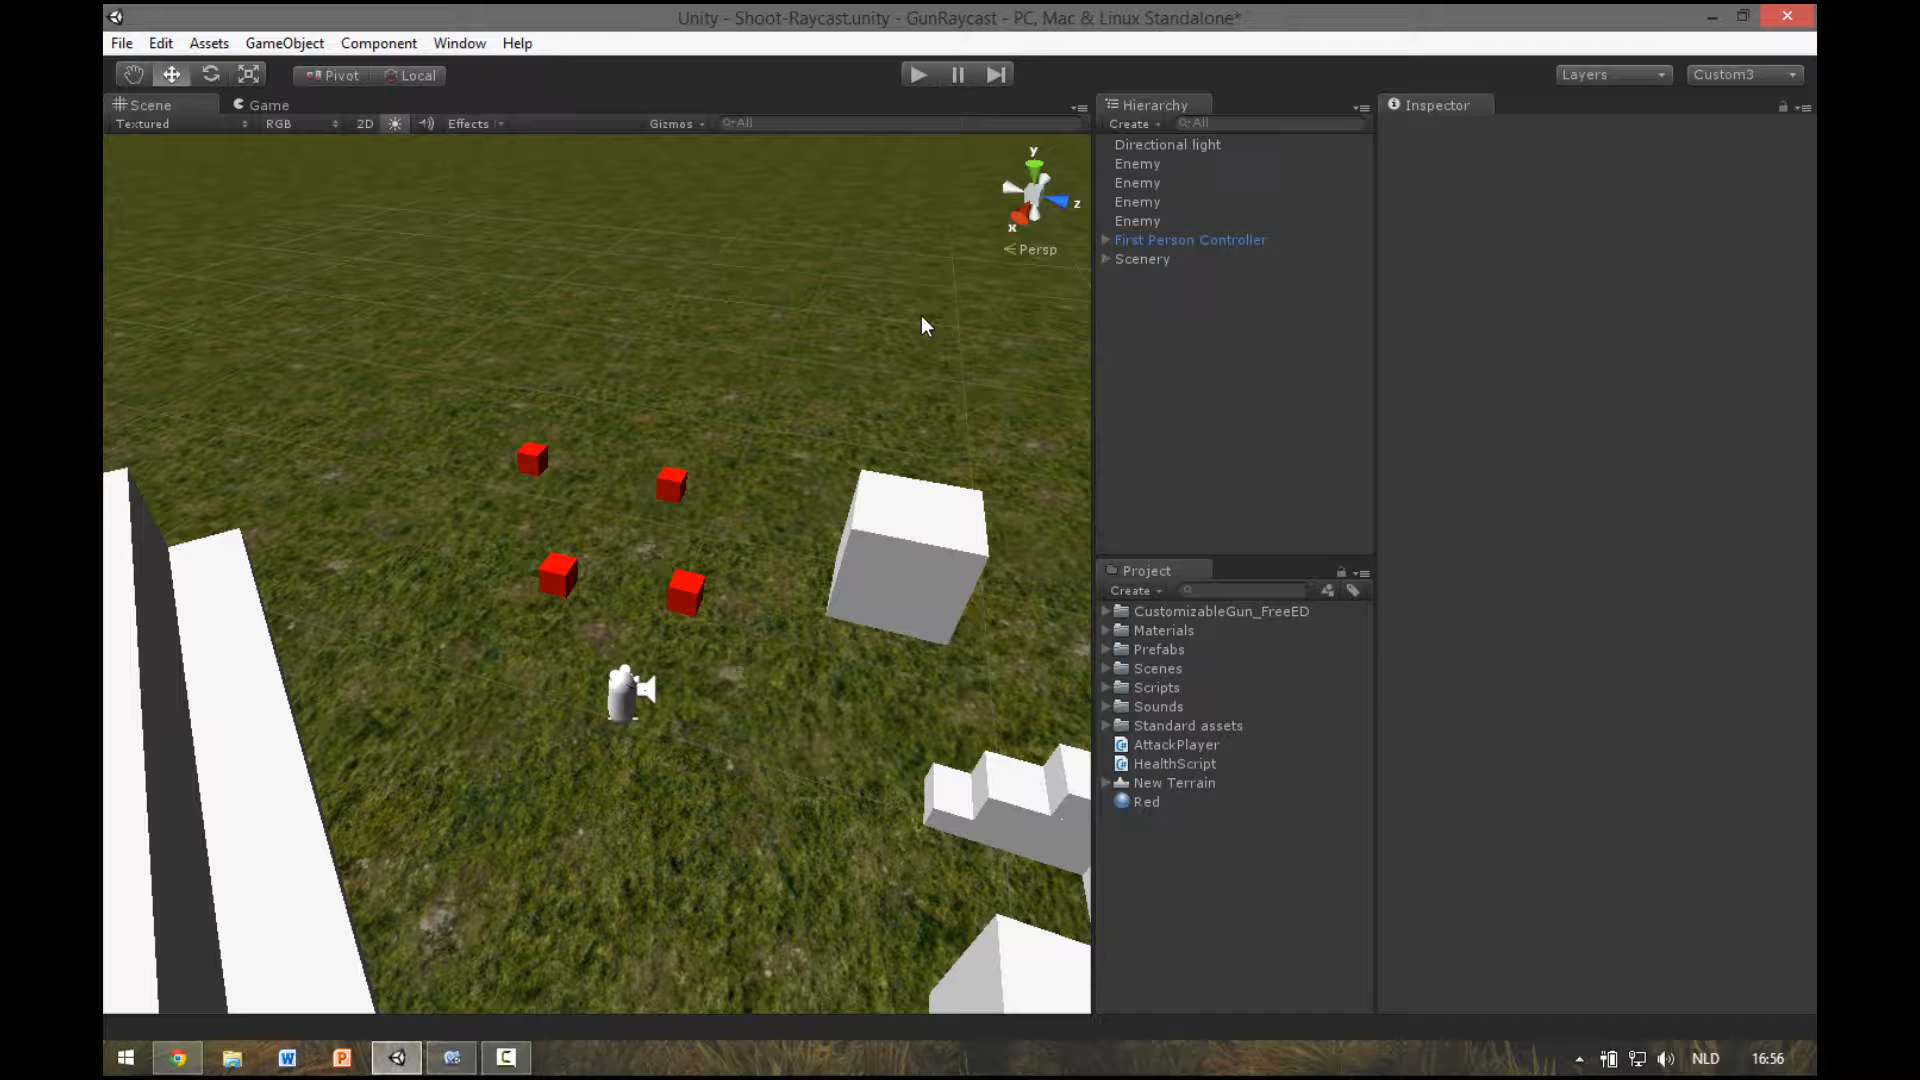 Unity - Shoot-Raycast.unity - GunRaycast - PC, Mac & Linux Standalone*
File Edit Assets GameObject Component Window Help
Pivot Local Layers Custom3
Scene Game Hierarchy Inspector
Textured RGB 2D Effects Gizmos All Create All
Directional light
Enemy
Enemy
Enemy
Enemy
First Person Controller
Scenery
y
z
x
Persp
Project
Create
CustomizableGun_FreeED
Materials
Prefabs
Scenes
Scripts
Sounds
Standard assets
AttackPlayer
HealthScript
New Terrain
Red
NLD 16:56